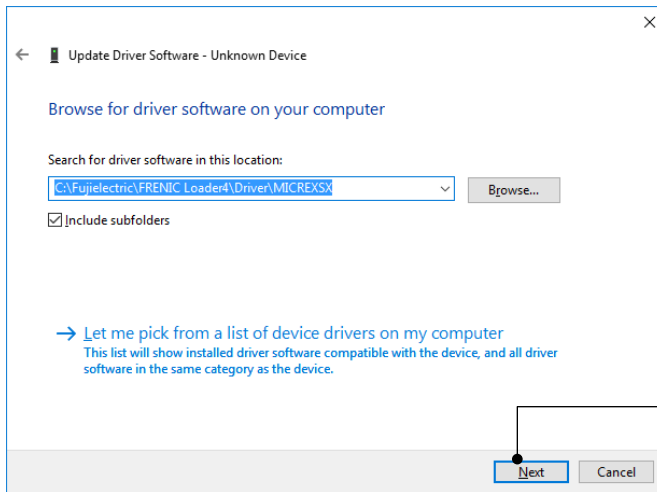 Update Driver Software - Unknown Device
Browse for driver software on your computer
Search for driver software in this location:
C:\Fujielectric\FRENIC Loader4\Driver\MICREXSX
Browse...
Include subfolders
Let me pick from a list of device drivers on my computer
This list will show installed driver software compatible with the device, and all driver
software in the same category as the device.
Next
Cancel